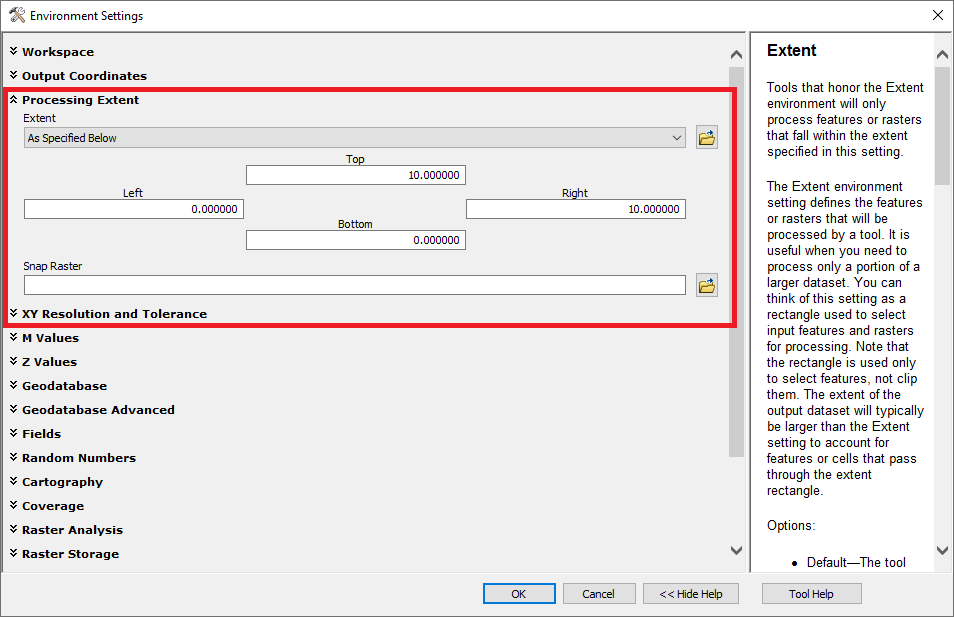 Environment Settings
Workspace
Output Coordinates
Processing Extent
Extent
As Specified Below
Top
10.000000
Left
Right
0.000000
10.000000
Bottom
0.000000
Snap Raster
XY Resolution and Tolerance
M Values
Z Values
Geodatabase
Geodatabase Advanced
Fields
Random Numbers
Cartography
Coverage
Raster Analysis
Raster Storage
Extent
Tools that honor the Extent
environment will only
process features or rasters
that fall within the extent
specified in this setting.
The Extent environment
setting defines the features
or rasters that will be
processed by a tool. It is
useful when you need to
process only a portion of a
larger dataset. You can
think of this setting as a
rectangle used to select
input features and rasters
for processing. Note that
the rectangle is used only
to select features, not clip
them. The extent of the
output dataset will typically
be larger than the Extent
setting to account for
features or cells that pass
through the extent
rectangle.
Options:
• Default—The tool
OK
Cancel
<< Hide Help
Tool Help